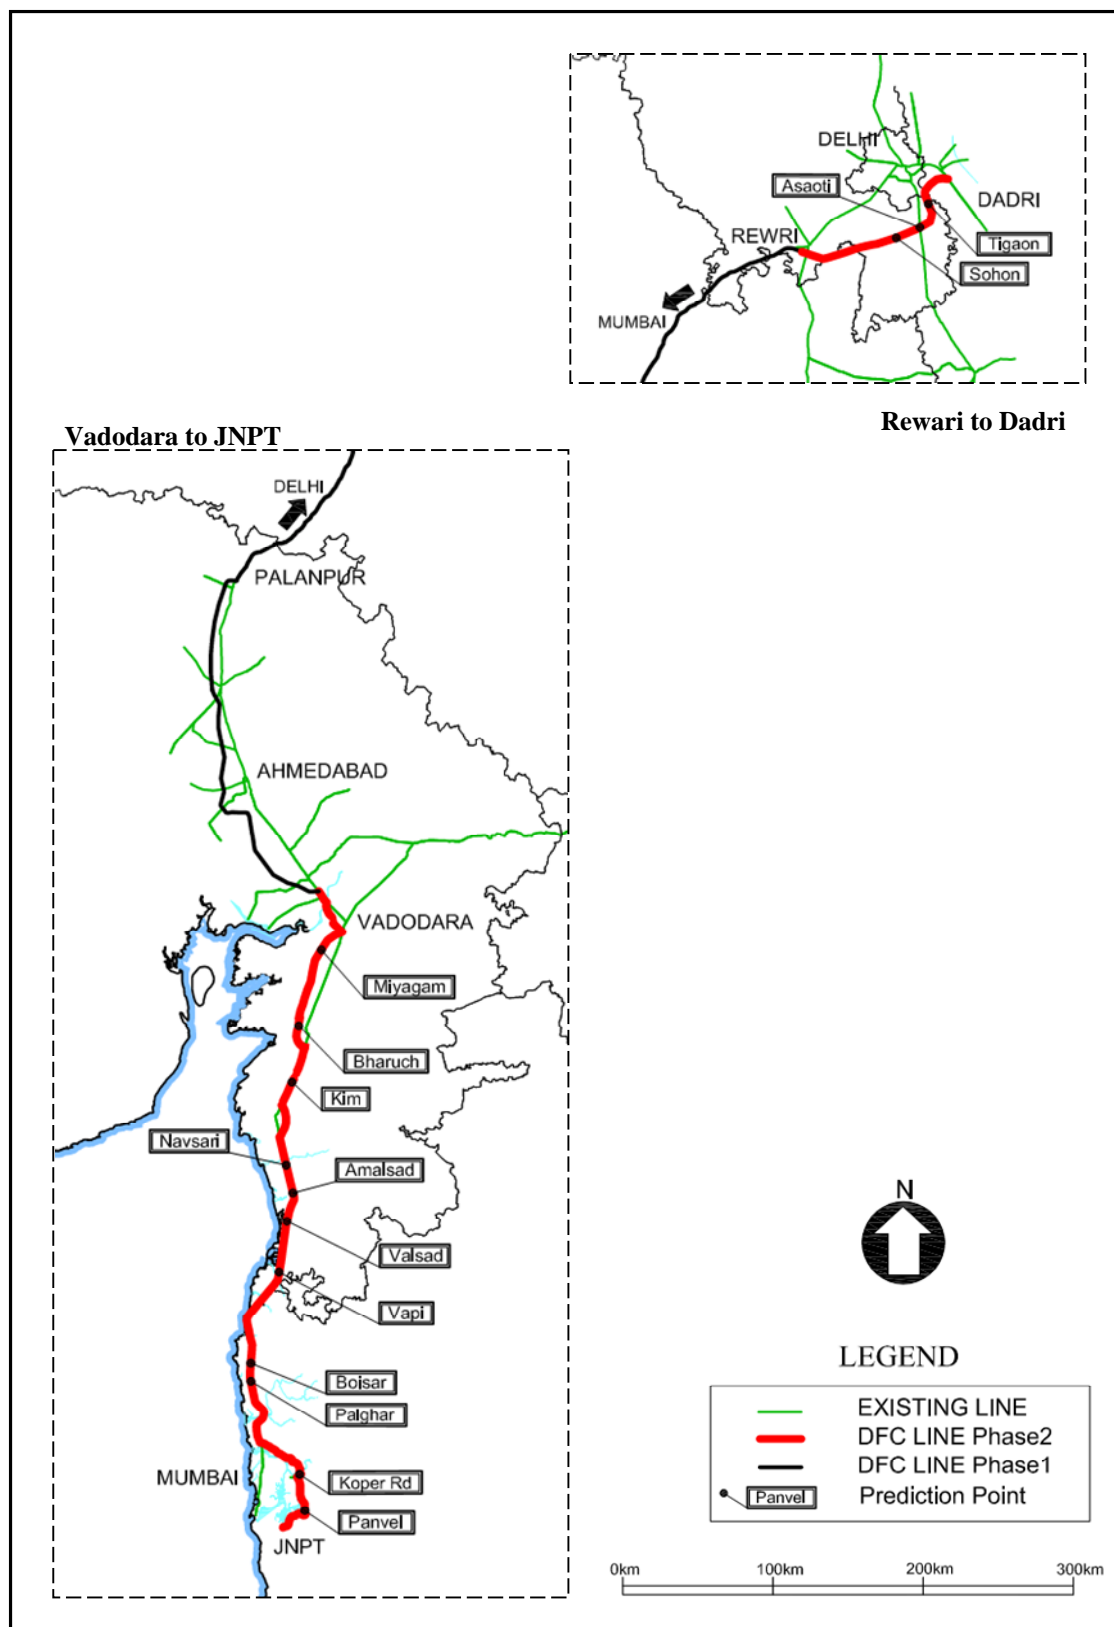 DELHI
Asaoti
DADRI
REWRI
Tigaon
Sohon
MUMBAI
Rewari to Dadri
Vadodara to JNPT
DELHI
PALANPUR
AHMEDABAD
VADODARA
Miyagam
Bharuch
Kim
Navsari
Amalsad
Valsad
Vapi
Boisar
Palghar
MUMBAI
Koper Rd
Panvel
JNPT
N
LEGEND
EXISTING LINE
DFC LINE Phase2
DFC LINE Phase1
Panvel Prediction Point
0km 100km 200km 300km